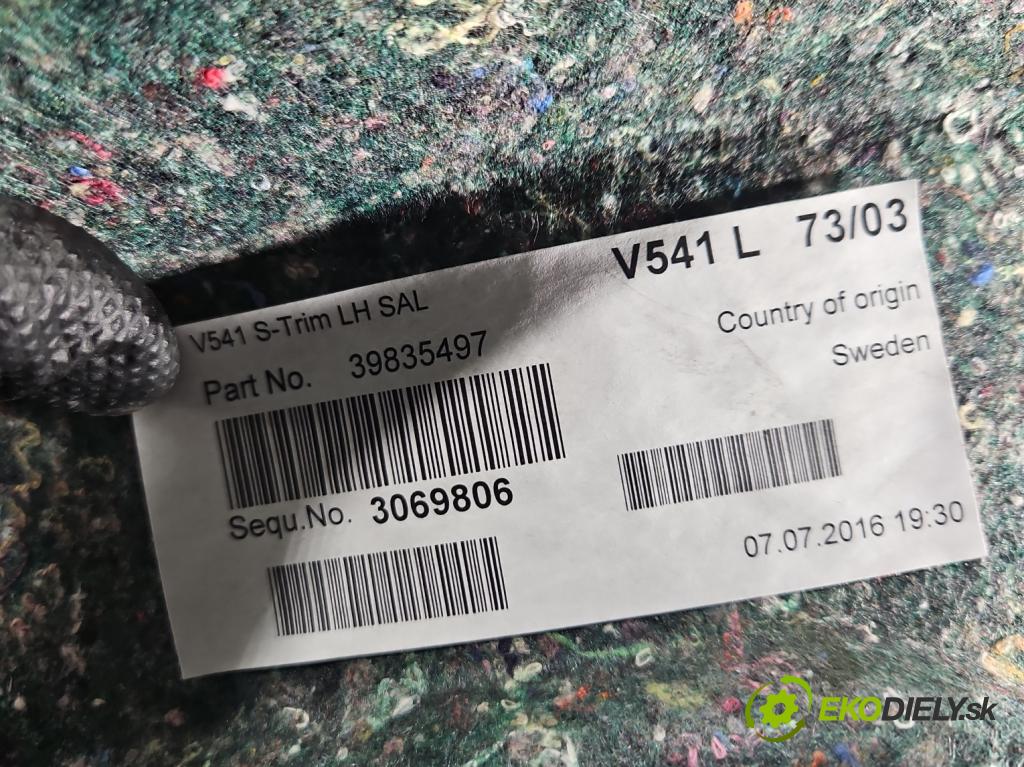 V541 L 73/03
V541 S-Trim LH SAL
Country of origin
Part No. 39835497
Sweden
Sequ.No. 3069806
07.07.2016 19:30
EKODIELY.sk